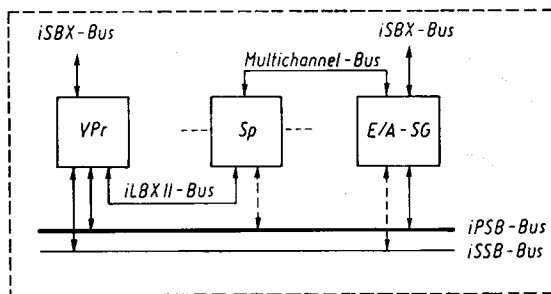 iSBX-Bus
iSBX-Bus
Multichannel-Bus
VPr
Sp
E/A-SG
iLBX II-Bus
iPSB-Bus
iSSB-Bus